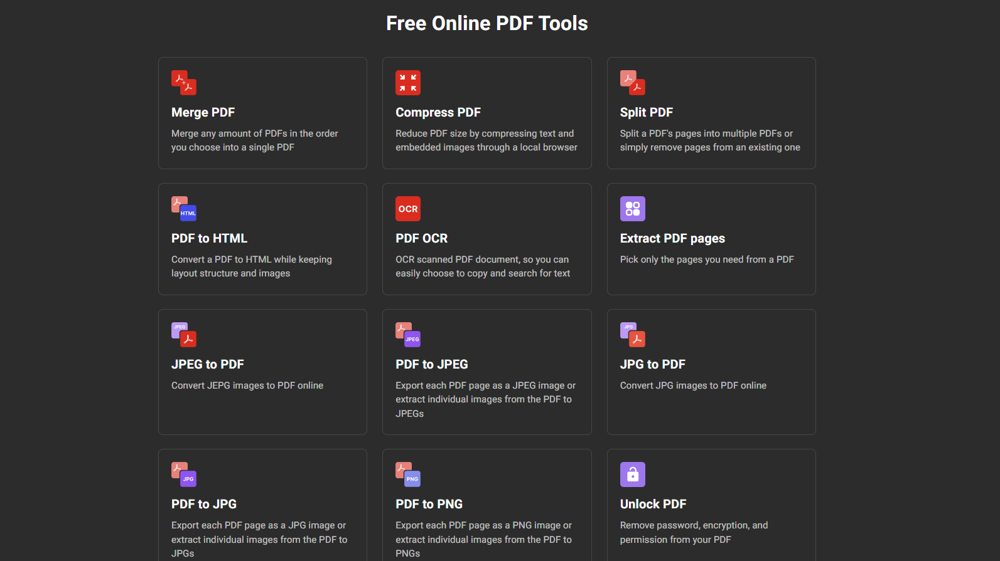 Free Online PDF Tools
Merge PDF
Merge any amount of PDFs in the order
you choose into a single PDF
Compress PDF
Reduce PDF size by compressing text and
embedded images through a local browser
Split PDF
Split a PDF's pages into multiple PDFs or
simply remove pages from an existing one
HTML
PDF to HTML
Convert a PDF to HTML while keeping
layout structure and images
OCR
PDF OCR
OCR scanned PDF document, so you can
easily choose to copy and search for text
Extract PDF pages
Pick only the pages you need from a PDF
JPEG
JPEG to PDF
Convert JEPG images to PDF online
JPEG
PDF to JPEG
Export each PDF page as a JPEG image or
extract individual images from the PDF to
JPEGs
JPG
JPG to PDF
Convert JPG images to PDF online
JPG
PDF to JPG
Export each PDF page as a JPG image or
extract individual images from the PDF to
JPGs
PNG
PDF to PNG
Export each PDF page as a PNG image or
extract individual images from the PDF to
PNGs
Unlock PDF
Remove password, encryption, and
permission from your PDF